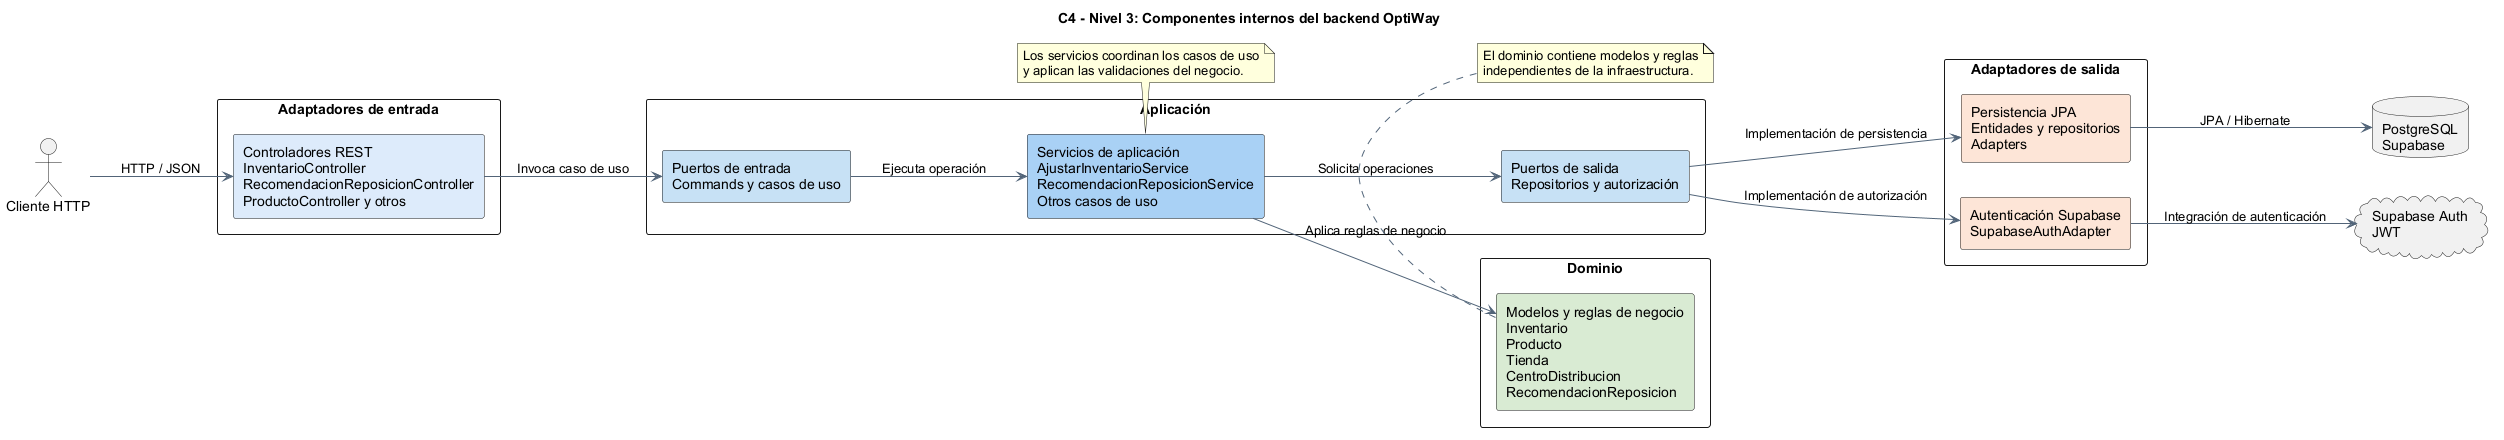 C4 - Nivel 3: Componentes internos del backend OptiWay
Los servicios coordinan los casos de uso
y aplican las validaciones del negocio.
El dominio contiene modelos y reglas
independientes de la infraestructura.
Cliente HTTP
HTTP / JSON
Adaptadores de entrada
Controladores REST
InventarioController
RecomendacionReposicionController
ProductoController y otros
Invoca caso de uso
Aplicación
Puertos de entrada
Commands y casos de uso
Ejecuta operación
Servicios de aplicación
AjustarInventarioService
RecomendacionReposicionService
Otros casos de uso
Solicita operaciones
Puertos de salida
Repositorios y autorización
Aplica reglas de negocio
Dominio
Modelos y reglas de negocio
Inventario
Producto
Tienda
CentroDistribucion
RecomendacionReposicion
Implementación de persistencia
Implementación de autorización
Adaptadores de salida
Persistencia JPA
Entidades y repositorios
Adapters
Autenticación Supabase
SupabaseAuthAdapter
JPA / Hibernate
Integración de autenticación
PostgreSQL
Supabase
Supabase Auth
JWT